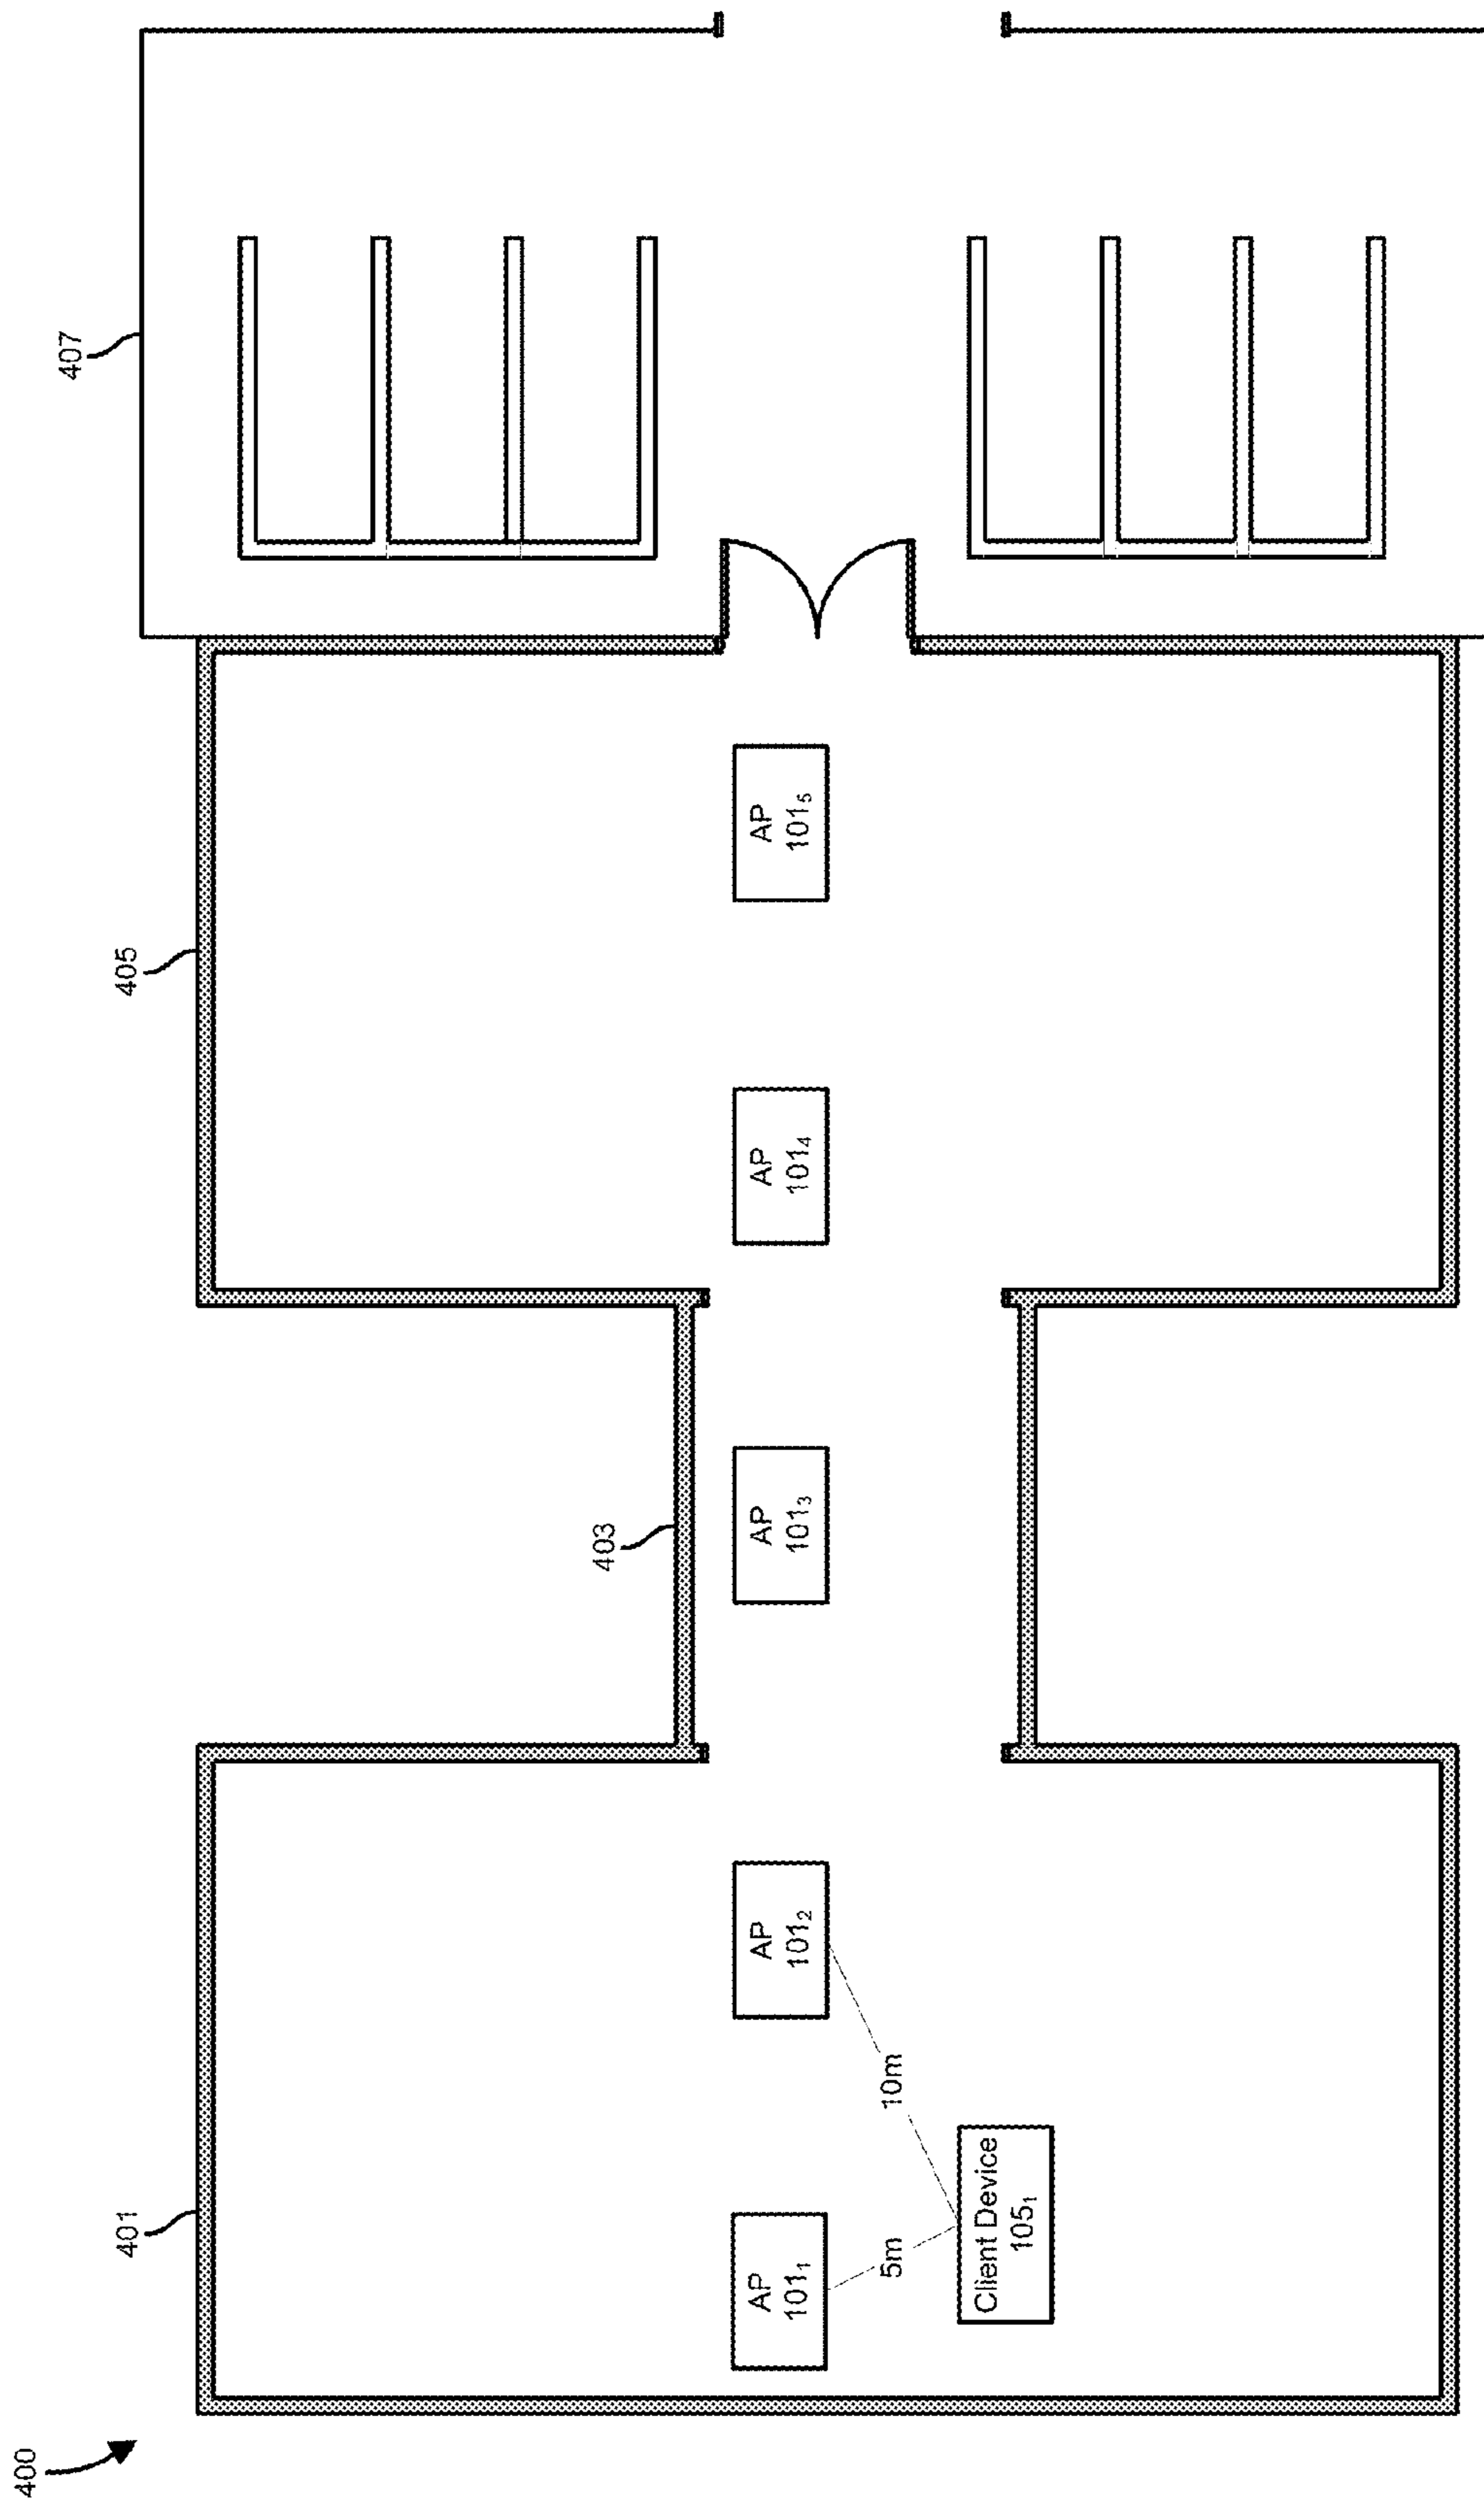 400
401
403
405
407
AP
101₁
AP
101₂
AP
101₃
AP
101₄
AP
101₅
5m
10m
Client Device
105₁